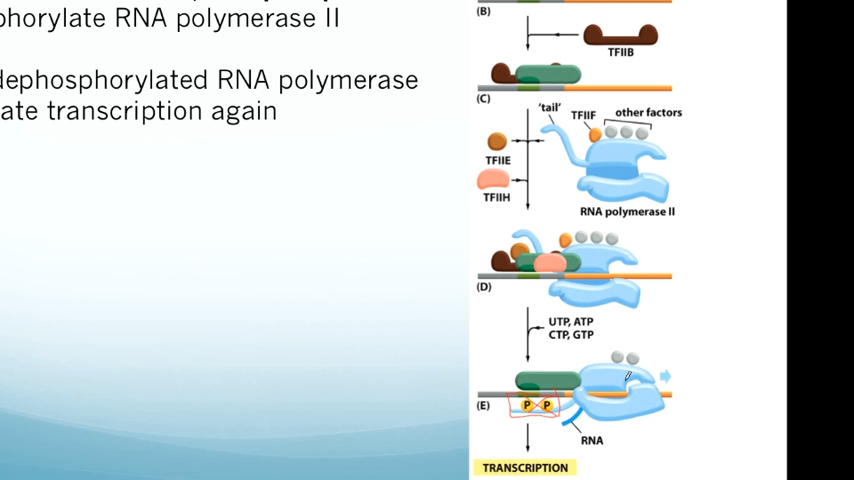 phorylate RNA polymerase II
dephosphorylated RNA polymerase
ate transcription again
(B)
TFIIB
(C)
'tail'
TFIIF
other factors
TFIIE
TFIIH
RNA polymerase II
(D)
UTP, ATP
CTP, GTP
(E)
P P
RNA
TRANSCRIPTION